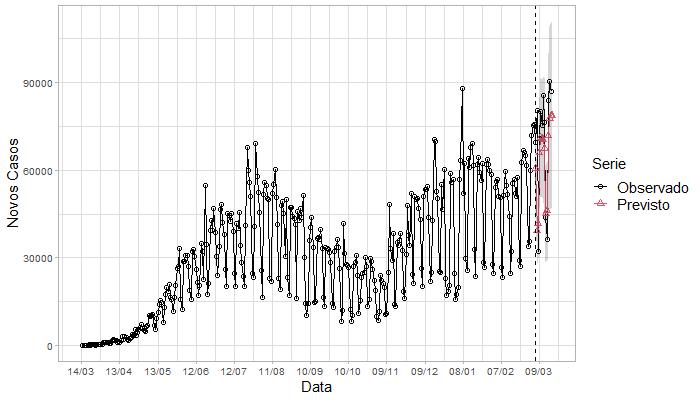 Novos Casos
90000
60000
30000
0
14/03 13/04 13/05 12/06 12/07 11/08 10/09 10/10 09/11 09/12 08/01 07/02 09/03
Data
Serie
Observado
Previsto